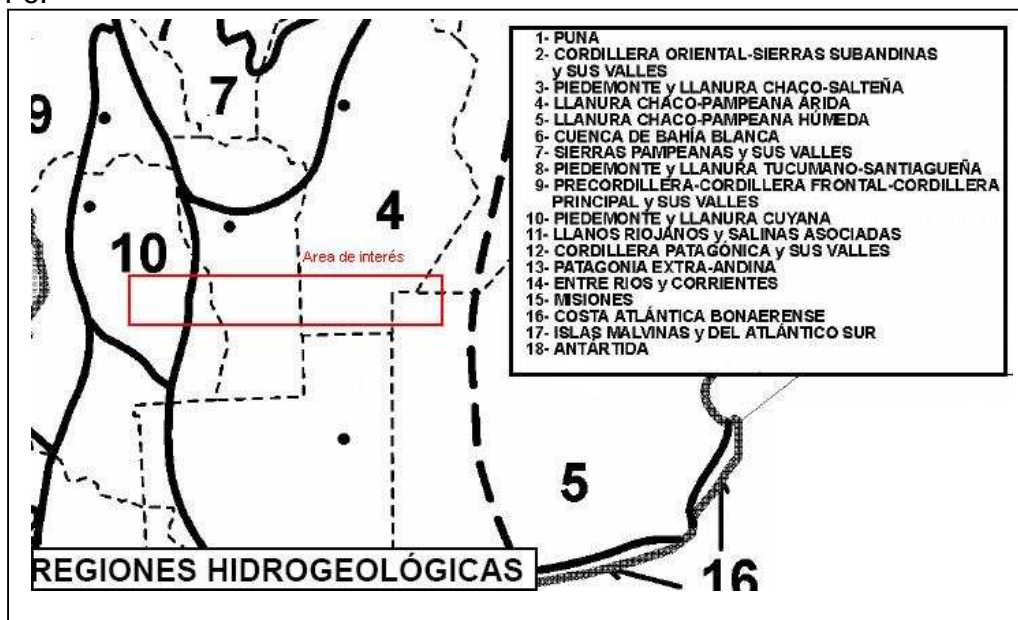 1- PUNA
2- CORDILLERA ORIENTAL-SIERRAS SUBANDINAS
y SUS VALLES
3- PIEDEMONTE y LLANURA CHACO-SALTEÑA
4- LLANURA CHACO-PAMPEANA ÁRIDA
5- LLANURA CHACO-PAMPEANA HÚMEDA
6- CUENCA DE BAHÍA BLANCA
7- SIERRAS PAMPEANAS y SUS VALLES
8- PIEDEMONTE y LLANURA TUCUMANO-SANTIAGUEÑA
9- PRECORDILLERA-CORDILLERA FRONTAL-CORDILLERA
PRINCIPAL y SUS VALLES
10- PIEDEMONTE y LLANURA CUYANA
11- LLANOS RIOJANOS y SALINAS ASOCIADAS
12- CORDILLERA PATAGÓNICA y SUS VALLES
13- PATAGONIA EXTRA-ANDINA
14- ENTRE RIOS y CORRIENTES
15- MISIONES
16- COSTA ATLÁNTICA BONAERENSE
17- ISLAS MALVINAS y DEL ATLÁNTICO SUR
18- ANTÁRTIDA
7
9
4
10
Area de interés
5
16
REGIONES HIDROGEOLÓGICAS